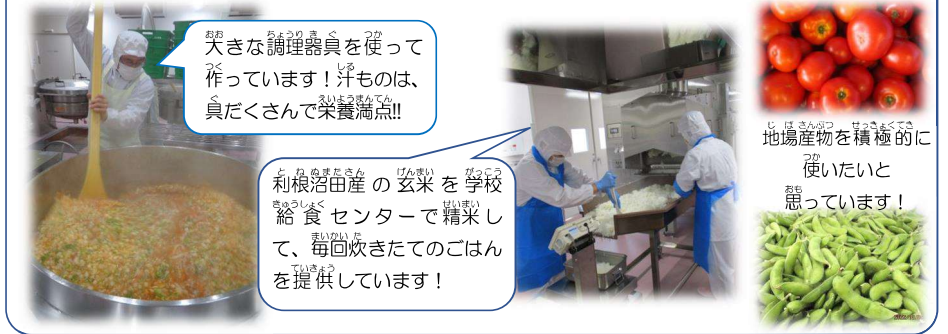 大きな調理器具を使って
作っています！汁ものは、
具だくさんで栄養満点!!
利根沼田産の玄米を学校
給食センターで精米し
て、毎回炊きたてのごはん
を提供しています！
地場産物を積極的に
使いたいと
思っています！